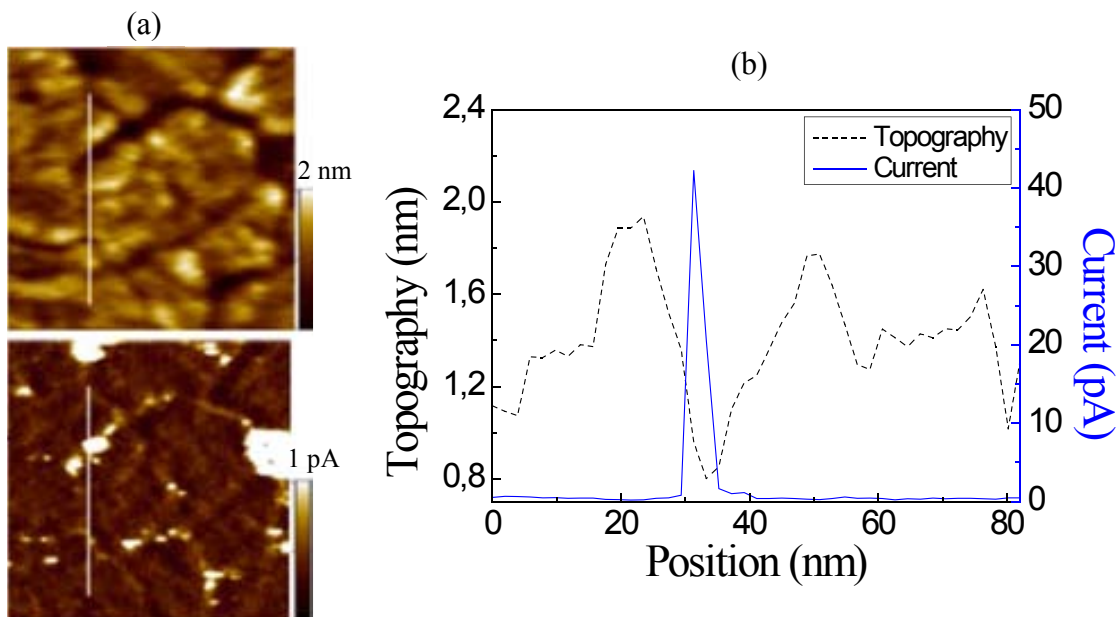 (a)
2 nm
1 pA
(b)
2,4
2,0
1,6
1,2
0,8
Topography (nm)
0
20
40
60
80
Position (nm)
50
40
30
20
10
0
Current (pA)
Topography
Current